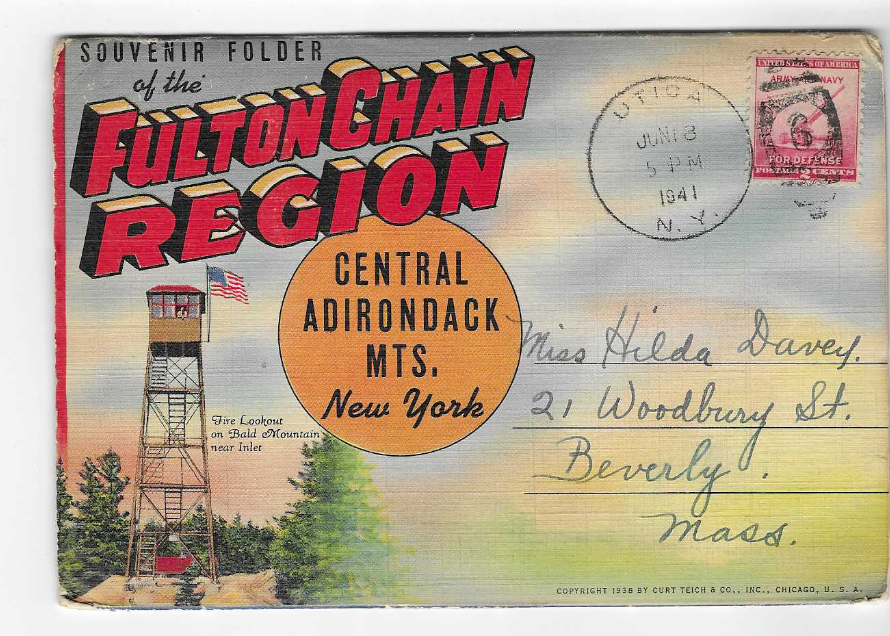 SOUVENIR FOLDER
of the
FULTON CHAIN
REGION
CENTRAL
ADIRONDACK
MTS.
New York
Fire Lookout
on Bald Mountain
near Inlet
UTICA
JUN 18
5 PM
1941
N.Y.
UNITED STATES OF AMERICA
ARMY NAVY
6
FOR DEFENSE
POSTAGE 2 CENTS
Miss Hilda Davey.
21 Woodbury St.
Beverly.
Mass.
COPYRIGHT 1938 BY CURT TEICH & CO., INC., CHICAGO, U. S. A.